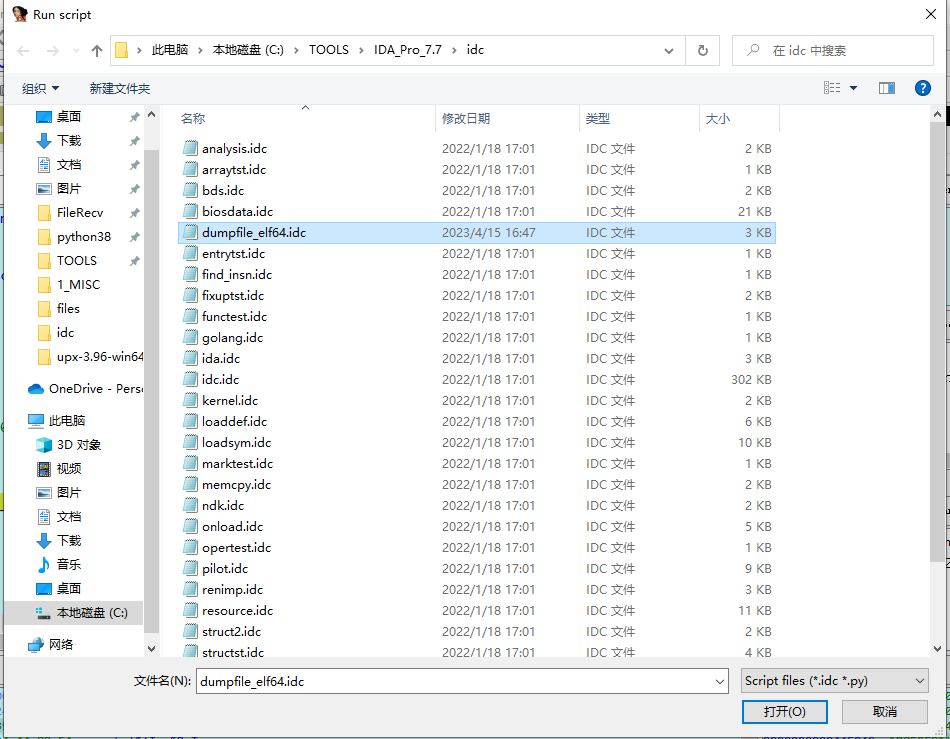 Run script
此电脑 > 本地磁盘 (C:) > TOOLS > IDA_Pro_7.7 > idc
在 idc 中搜索
组织 新建文件夹
桌面
下载
文档
图片
FileRecv
python38
TOOLS
1_MISC
files
idc
upx-3.96-win64
OneDrive - Pers
此电脑
3D 对象
视频
图片
文档
下载
音乐
桌面
本地磁盘 (C:)
网络
名称 修改日期 类型 大小
analysis.idc 2022/1/18 17:01 IDC 文件 2 KB
arraytst.idc 2022/1/18 17:01 IDC 文件 1 KB
bds.idc 2022/1/18 17:01 IDC 文件 2 KB
biosdata.idc 2022/1/18 17:01 IDC 文件 21 KB
dumpfile_elf64.idc 2023/4/15 16:47 IDC 文件 3 KB
entrytst.idc 2022/1/18 17:01 IDC 文件 1 KB
find_insn.idc 2022/1/18 17:01 IDC 文件 1 KB
fixuptst.idc 2022/1/18 17:01 IDC 文件 2 KB
functest.idc 2022/1/18 17:01 IDC 文件 1 KB
golang.idc 2022/1/18 17:01 IDC 文件 1 KB
ida.idc 2022/1/18 17:01 IDC 文件 3 KB
idc.idc 2022/1/18 17:01 IDC 文件 302 KB
kernel.idc 2022/1/18 17:01 IDC 文件 2 KB
loaddef.idc 2022/1/18 17:01 IDC 文件 6 KB
loadsym.idc 2022/1/18 17:01 IDC 文件 10 KB
marktest.idc 2022/1/18 17:01 IDC 文件 1 KB
memcpy.idc 2022/1/18 17:01 IDC 文件 2 KB
ndk.idc 2022/1/18 17:01 IDC 文件 2 KB
onload.idc 2022/1/18 17:01 IDC 文件 5 KB
opertest.idc 2022/1/18 17:01 IDC 文件 1 KB
pilot.idc 2022/1/18 17:01 IDC 文件 9 KB
renimp.idc 2022/1/18 17:01 IDC 文件 3 KB
resource.idc 2022/1/18 17:01 IDC 文件 11 KB
struct2.idc 2022/1/18 17:01 IDC 文件 2 KB
structst.idc 2022/1/18 17:01 IDC 文件 4 KB
文件名(N): dumpfile_elf64.idc Script files (*.idc *.py)
打开(O) 取消